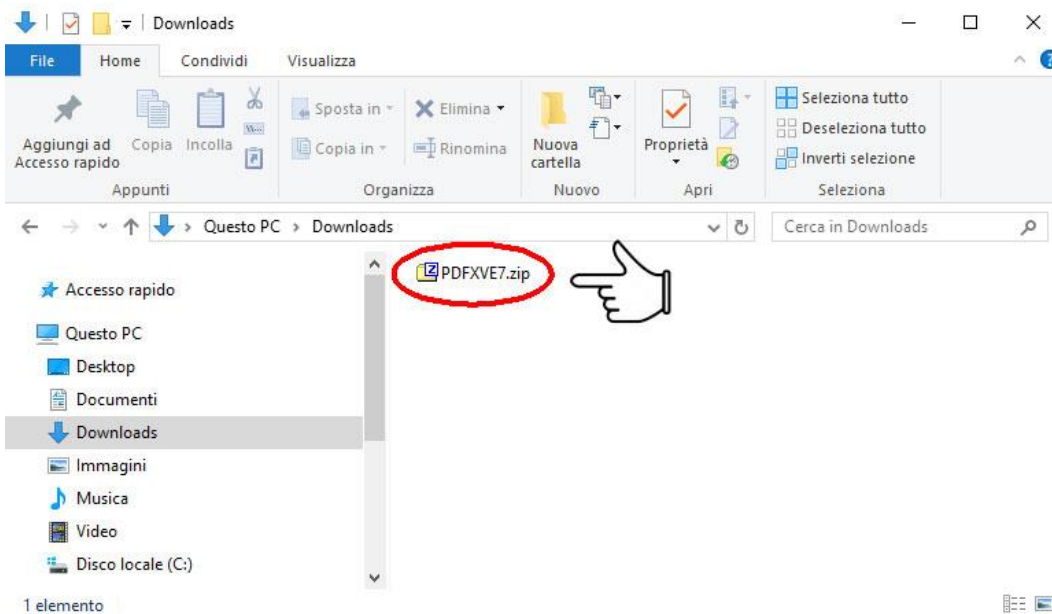 Downloads
File Home Condividi Visualizza
Aggiungi ad Accesso rapido
Copia
Incolla
Appunti
Sposta in
Copia in
Elimina
Rinomina
Organizza
Nuova cartella
Nuovo
Proprietà
Apri
Seleziona tutto
Deseleziona tutto
Inverti selezione
Seleziona
Questo PC > Downloads
Cerca in Downloads
Accesso rapido
Questo PC
Desktop
Documenti
Downloads
Immagini
Musica
Video
Disco locale (C:)
PDFXVE7.zip
1 elemento